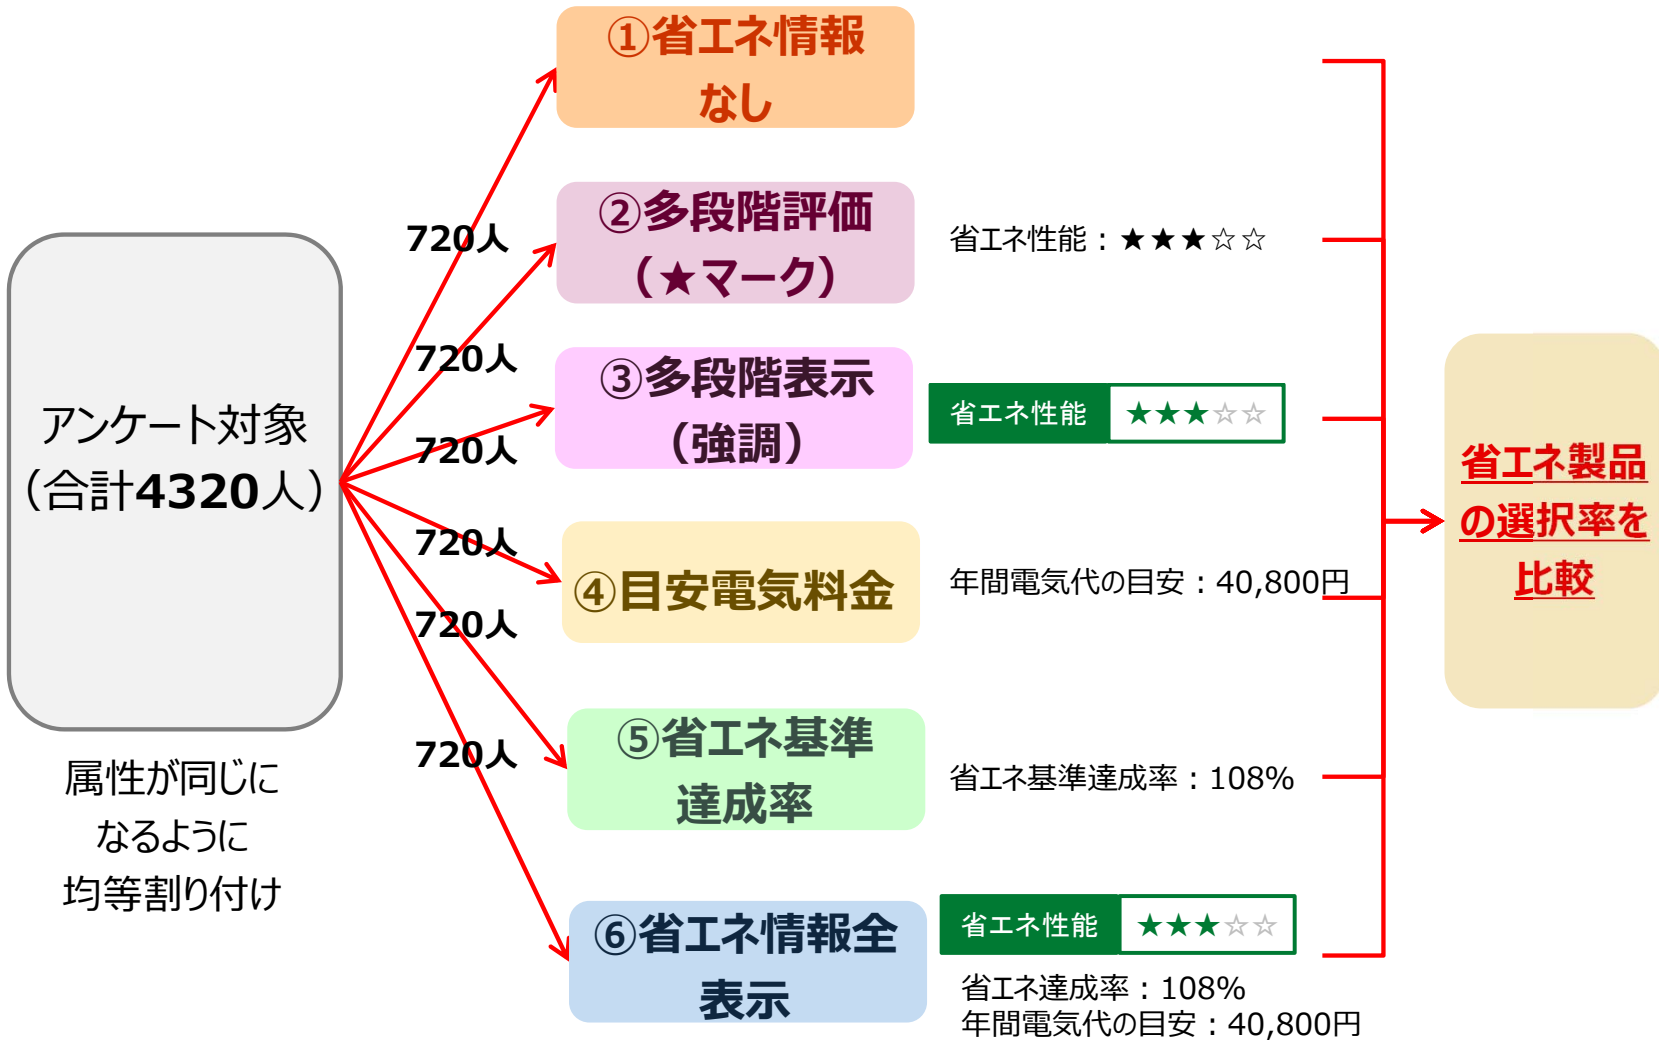 アンケート対象
（合計4320人）
属性が同じに
なるように
均等割り付け
720人
720人
720人
720人
720人
720人
①省エネ情報
なし
②多段階評価
（★マーク）
省エネ性能：★★★☆☆
③多段階表示
（強調）
省エネ性能 ★★★☆☆
④目安電気料金
年間電気代の目安：40,800円
⑤省エネ基準
達成率
省エネ基準達成率：108%
⑥省エネ情報全
表示
省エネ性能 ★★★☆☆
省エネ達成率：108%
年間電気代の目安：40,800円
省エネ製品
の選択率を
比較